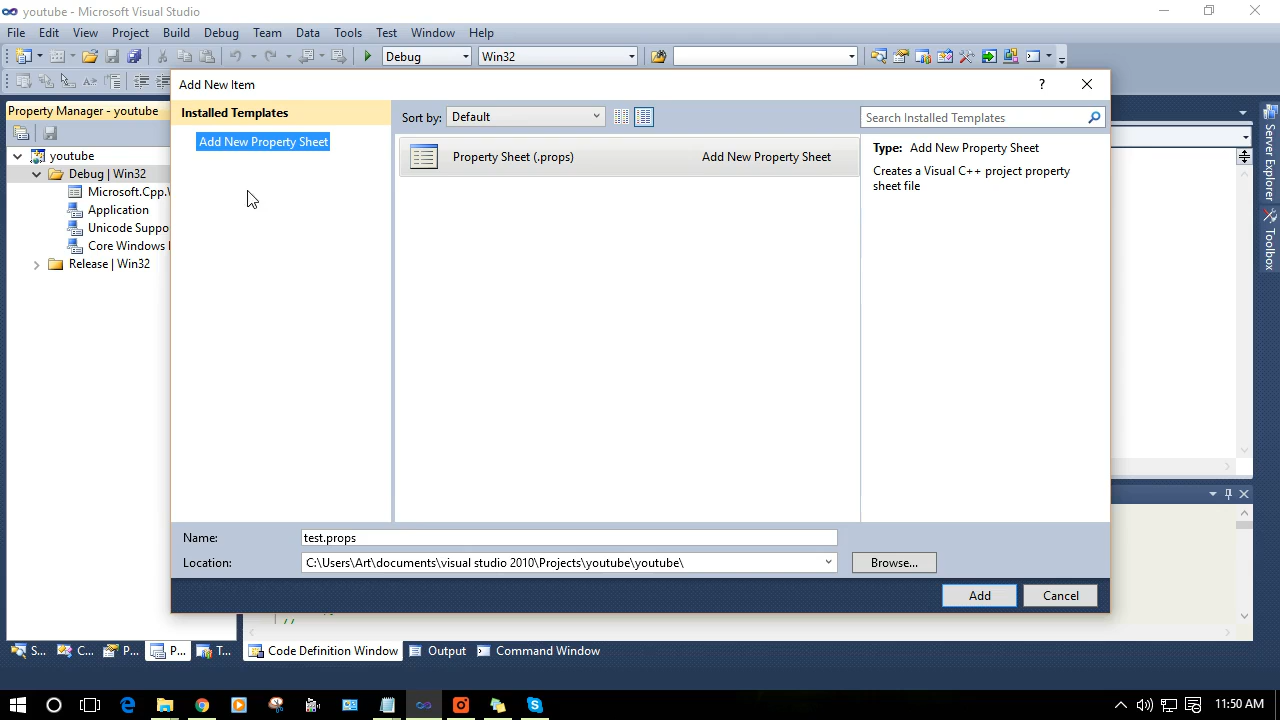 youtube - Microsoft Visual Studio
File Edit View Project Build Debug Team Data Tools Test Window Help
Debug Win32
Add New Item ?
Property Manager - youtube
youtube
Debug | Win32
Microsoft.Cpp.
Application
Unicode Suppo
Core Windows
Release | Win32
Installed Templates
Add New Property Sheet
Sort by: Default
Search Installed Templates
Property Sheet (.props) Add New Property Sheet
Type: Add New Property Sheet
Creates a Visual C++ project property
sheet file
Name: test.props
Location: C:\Users\Art\documents\visual studio 2010\Projects\youtube\youtube\
Browse...
Add Cancel
Server Explorer
Toolbox
//
S... C... P... P... T...
Code Definition Window Output Command Window
11:50 AM